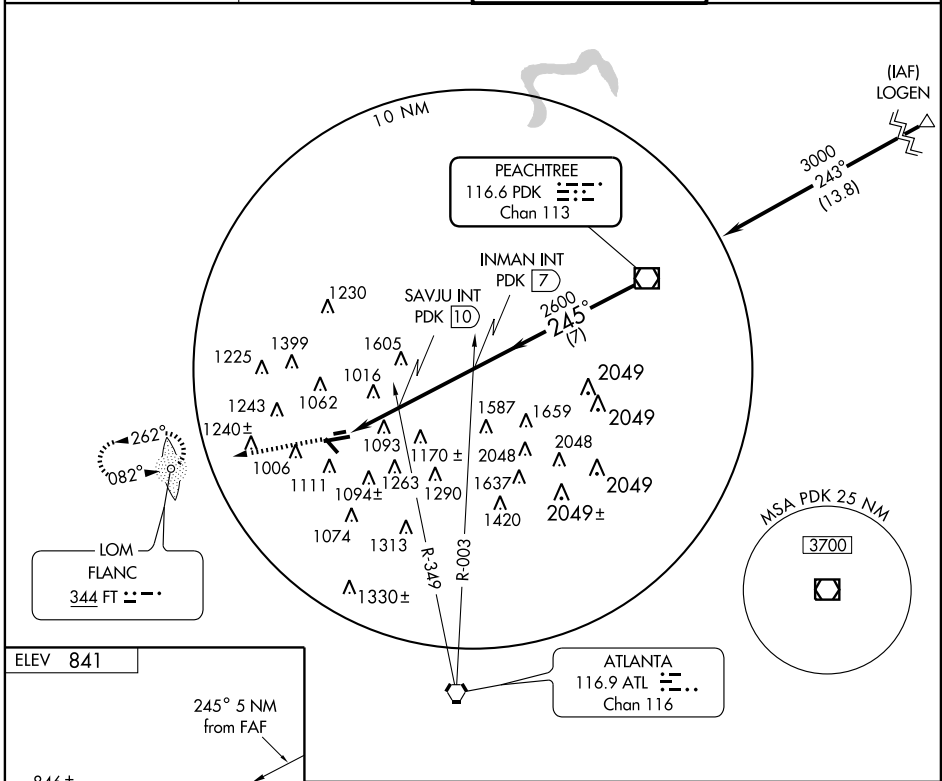 10 NM
(IAF)
LOGEN
3000
243°
(13.8)
PEACHTREE
116.6 PDK
Chan 113
INMAN INT
PDK 7
SAVJU INT
PDK 10
2600
245°
(7)
1230
1605
1399
1225
1062
1016
1243
1240±
1006
1111
1093
1094±
1263
1170 ±
1290
1074
1313
1330±
1587
1659
2048
2048
1637
1420
2049
2049
2049
2049±
262°
082°
LOM
FLANC
344 FT
R-349
R-003
MSA PDK 25 NM
3700
ATLANTA
116.9 ATL
Chan 116
ELEV 841
245° 5 NM
from FAF
846±